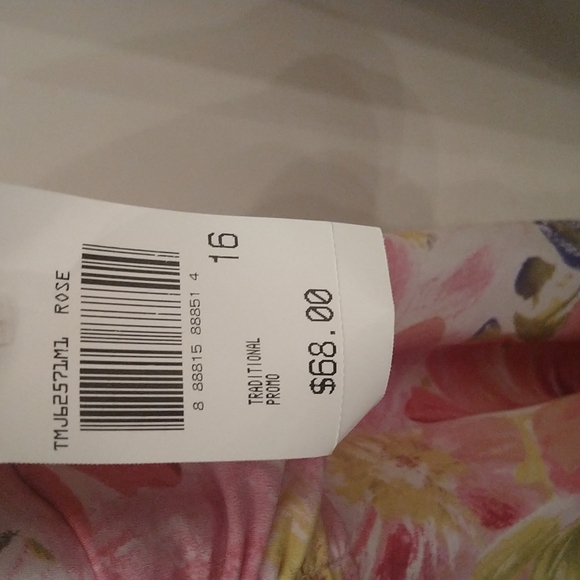 TMJ62571M1 ROSE
8 88815 88851 4
16
TRADITIONAL
PROMO
$68.00